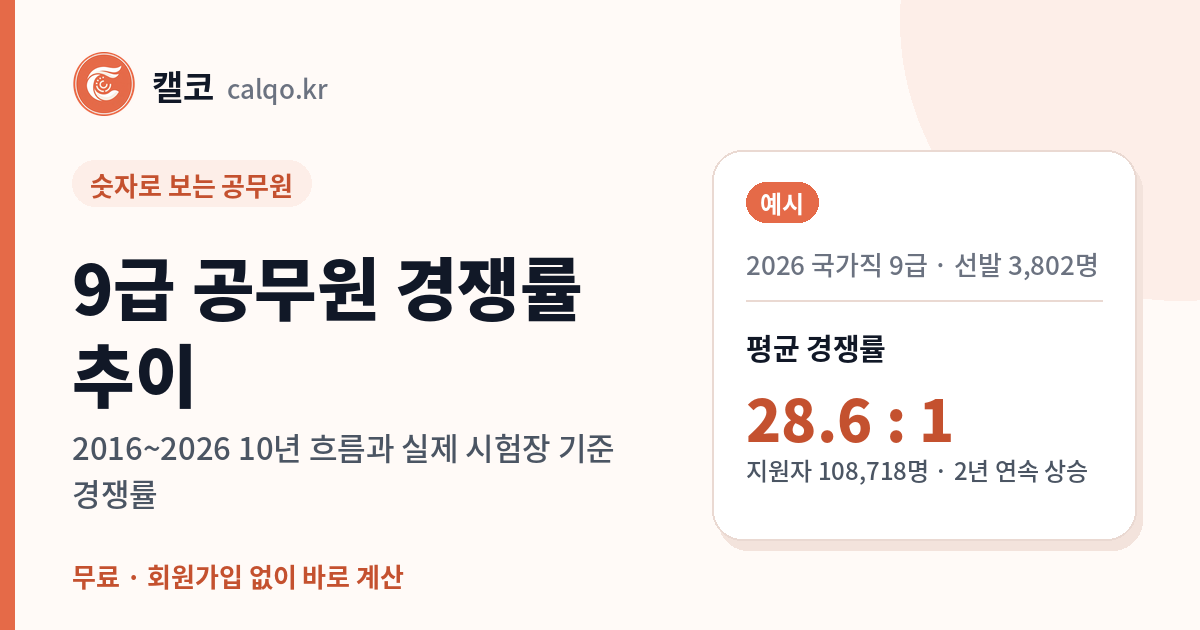 캘코 calqo.kr
숫자로 보는 공무원
9급 공무원 경쟁률
추이
2016~2026 10년 흐름과 실제 시험장 기준
경쟁률
무료 · 회원가입 없이 바로 계산
예시
2026 국가직 9급 · 선발 3,802명
평균 경쟁률
28.6 : 1
지원자 108,718명 · 2년 연속 상승